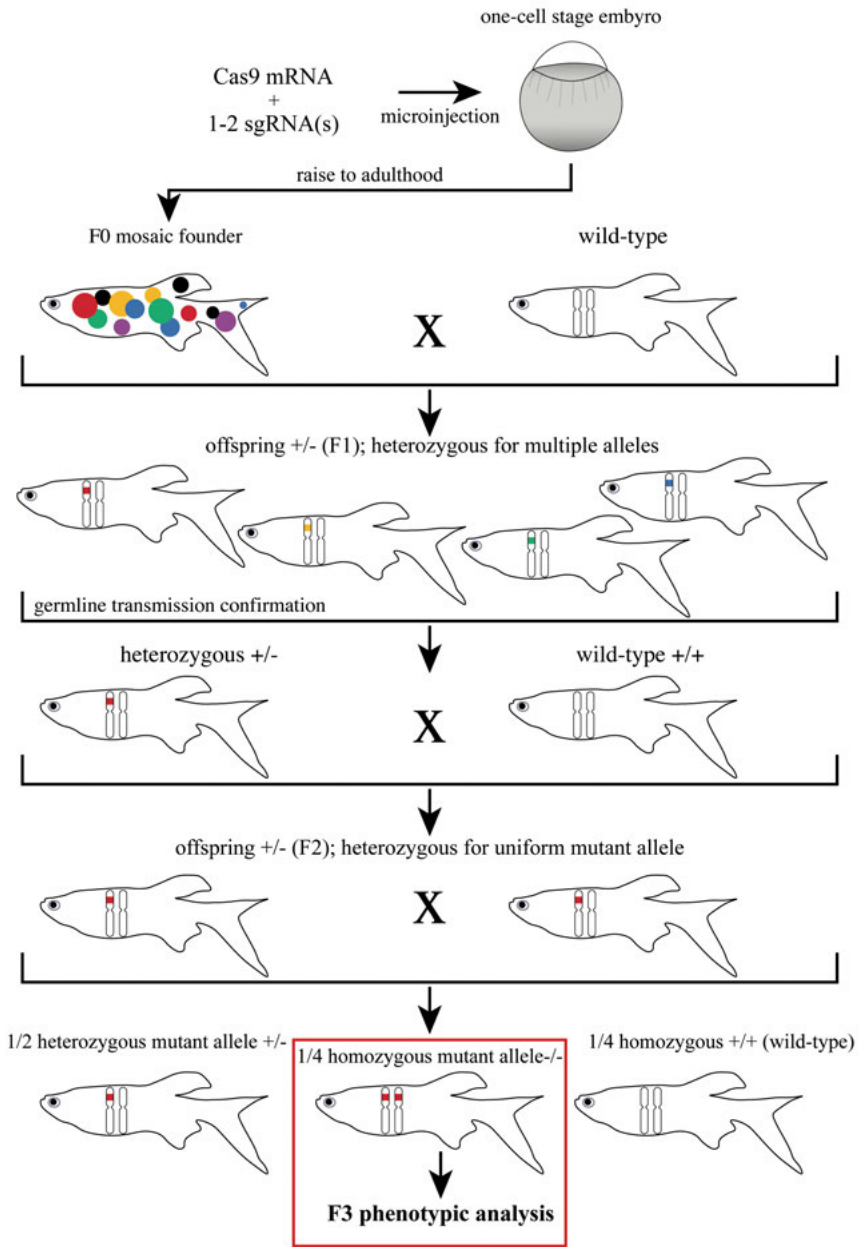 one-cell stage embyro
Cas9 mRNA
+
1-2 sgRNA(s)
microinjection
raise to adulthood
F0 mosaic founder
wild-type
X
offspring +/- (F1); heterozygous for multiple alleles
germline transmission confirmation
heterozygous +/-
wild-type +/+
X
offspring +/- (F2); heterozygous for uniform mutant allele
X
1/2 heterozygous mutant allele +/-
1/4 homozygous mutant allele-/-
1/4 homozygous +/+ (wild-type)
F3 phenotypic analysis